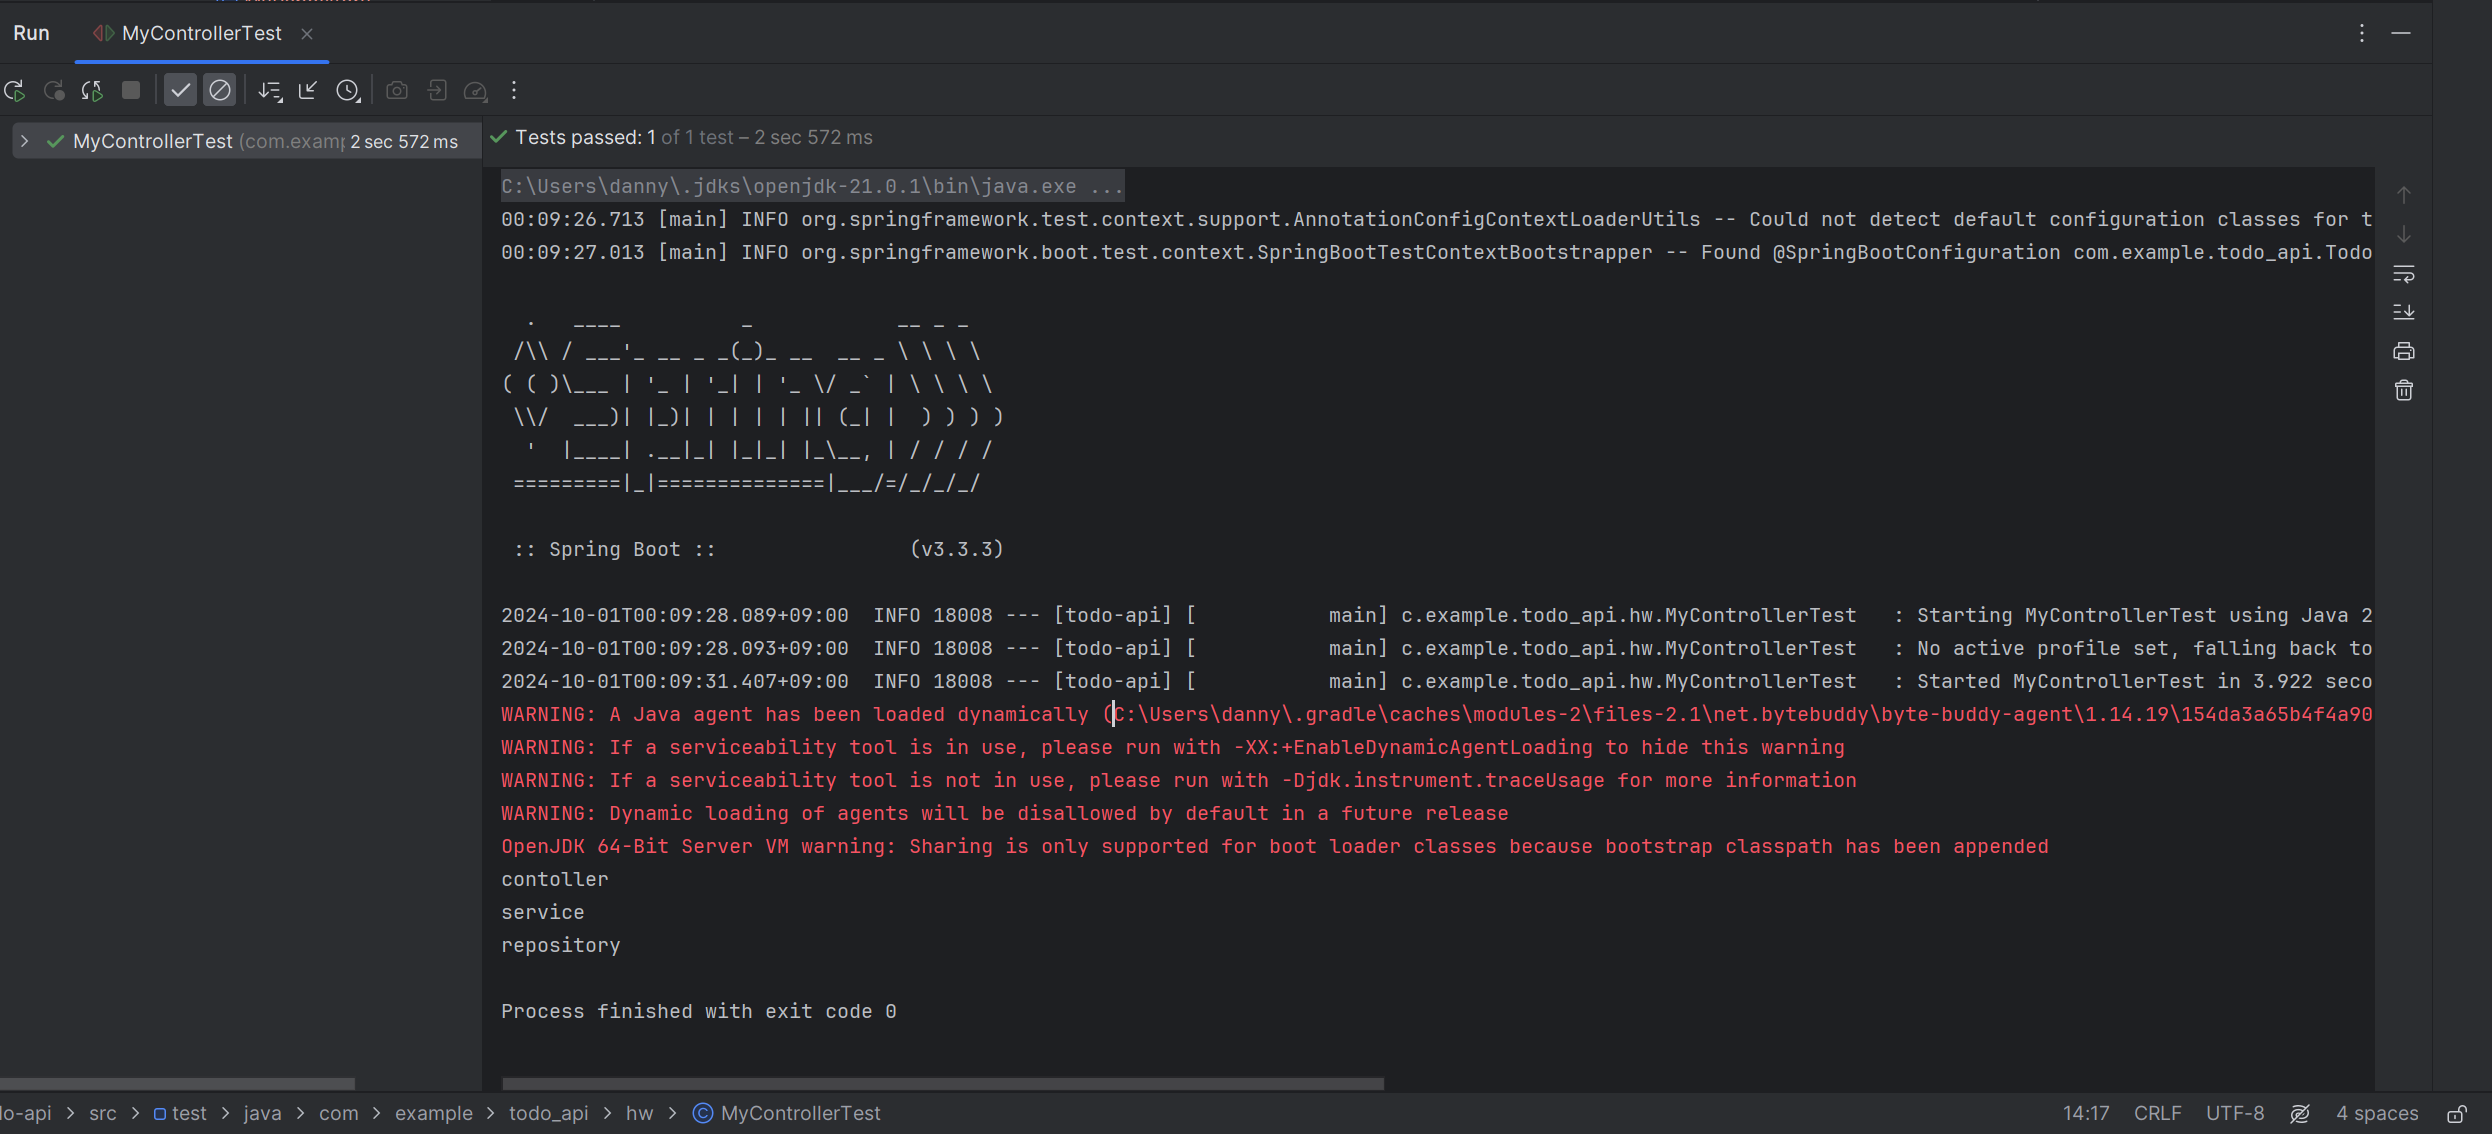 Run MyControllerTest
MyControllerTest (com.examp 2 sec 572 ms
Tests passed: 1 of 1 test – 2 sec 572 ms
C:\Users\danny\.jdks\openjdk-21.0.1\bin\java.exe ...
00:09:26.713 [main] INFO org.springframework.test.context.support.AnnotationConfigContextLoaderUtils -- Could not detect default configuration classes for t
00:09:27.013 [main] INFO org.springframework.boot.test.context.SpringBootTestContextBootstrapper -- Found @SpringBootConfiguration com.example.todo_api.Todo
  .   ____          _            __ _ _
 /\\ / ___'_ __ _ _(_)_ __  __ _ \ \ \ \
( ( )\___ | '_ | '_| | '_ \/ _` | \ \ \ \
 \\/  ___)| |_)| | | | | || (_| |  ) ) ) )
  '  |____| .__|_| |_|_| |_\__, | / / / /
 =========|_|==============|___/=/_/_/_/
 :: Spring Boot ::                (v3.3.3)
2024-10-01T00:09:28.089+09:00  INFO 18008 --- [todo-api] [           main] c.example.todo_api.hw.MyControllerTest   : Starting MyControllerTest using Java 2
2024-10-01T00:09:28.093+09:00  INFO 18008 --- [todo-api] [           main] c.example.todo_api.hw.MyControllerTest   : No active profile set, falling back to
2024-10-01T00:09:31.407+09:00  INFO 18008 --- [todo-api] [           main] c.example.todo_api.hw.MyControllerTest   : Started MyControllerTest in 3.922 seco
WARNING: A Java agent has been loaded dynamically (C:\Users\danny\.gradle\caches\modules-2\files-2.1\net.bytebuddy\byte-buddy-agent\1.14.19\154da3a65b4f4a90
WARNING: If a serviceability tool is in use, please run with -XX:+EnableDynamicAgentLoading to hide this warning
WARNING: If a serviceability tool is not in use, please run with -Djdk.instrument.traceUsage for more information
WARNING: Dynamic loading of agents will be disallowed by default in a future release
OpenJDK 64-Bit Server VM warning: Sharing is only supported for boot loader classes because bootstrap classpath has been appended
contoller
service
repository
Process finished with exit code 0
do-api > src > test > java > com > example > todo_api > hw > MyControllerTest 14:17 CRLF UTF-8 4 spaces